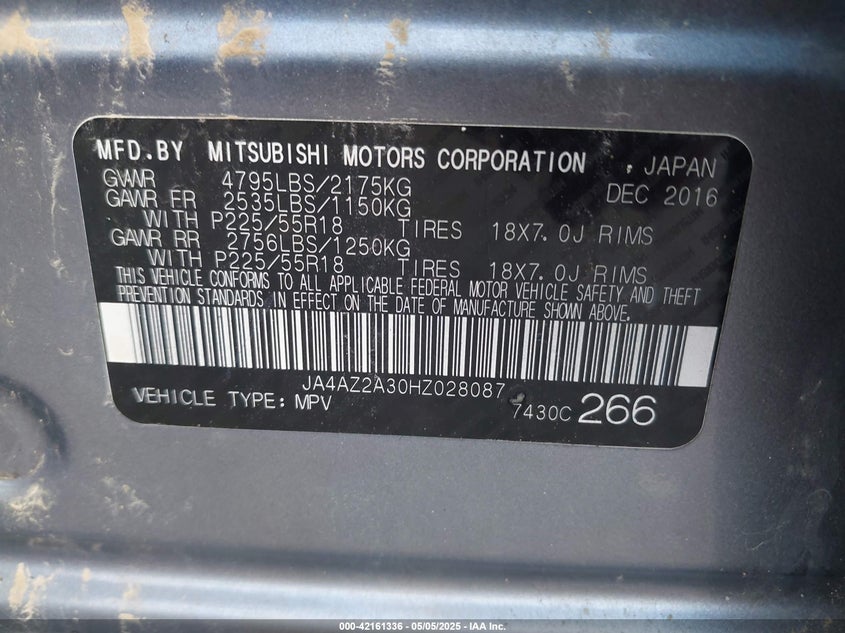 MFD.BY MITSUBISHI MOTORS CORPORATION , JAPAN
GVWR 4795LBS/2175KG DEC 2016
GAWR FR 2535LBS/1150KG
WITH P225/55R18 TIRES 18X7.0J RIMS
GAWR RR 2756LBS/1250KG
WITH P225/55R18 TIRES 18X7.0J RIMS
THIS VEHICLE CONFORMS TO ALL APPLICABLE FEDERAL MOTOR VEHICLE SAFETY AND THEFT
PREVENTION STANDARDS IN EFFECT ON THE DATE OF MANUFACTURE SHOWN ABOVE.
JA4AZ2A30HZ028087
VEHICLE TYPE: MPV 7430C 266
000-42161336 - 05/05/2025 - IAA Inc.